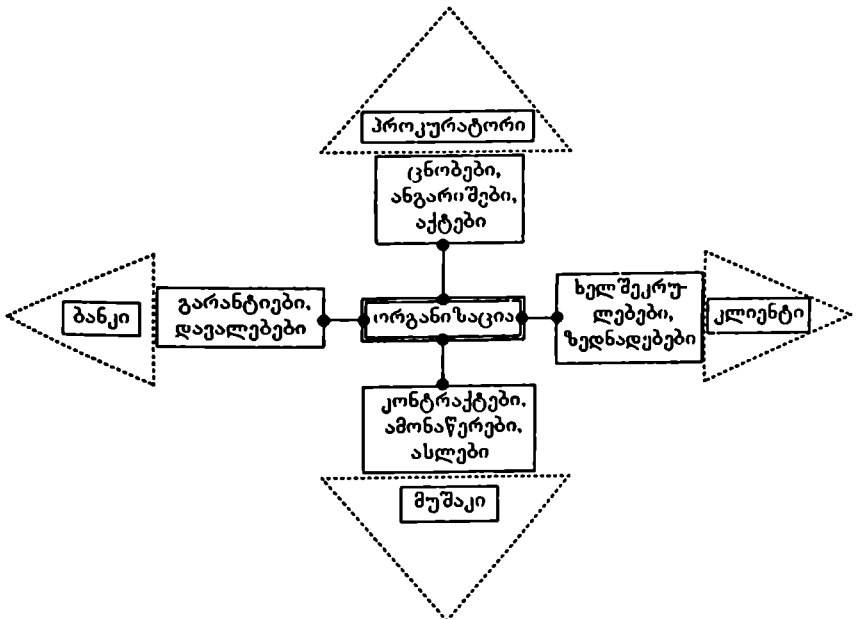 პროკურატორი
ცნობები,
ანგარიშები,
აქტები
ბანკი
გარანტიები,
დავალებები
ორგანიზაცია
ხელშეკრუ-
ლებები,
ზედნადებები
კლიენტი
კონტრაქტები,
ამონაწერები,
ასლები
მუშაკი